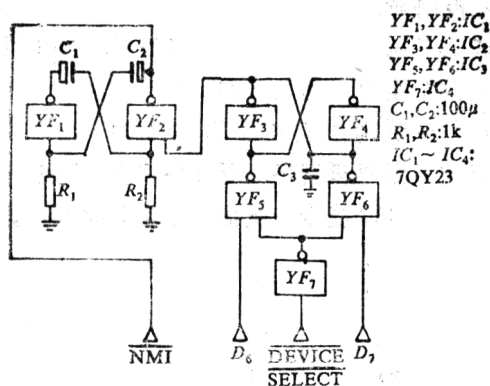 YF₁,YF₂:IC₁
YF₃,YF₄:IC₂
YF₅,YF₆:IC₃
YF₇:IC₄
C₁,C₂:100μ
R₁,R₂:1k
IC₁~IC₄:
7QY23
C₁ C₂
YF₁ YF₂ YF₃ YF₄
R₁ R₂ C₃
YF₅ YF₆
YF₇
NMI D₆ DEVICE D₇
SELECT